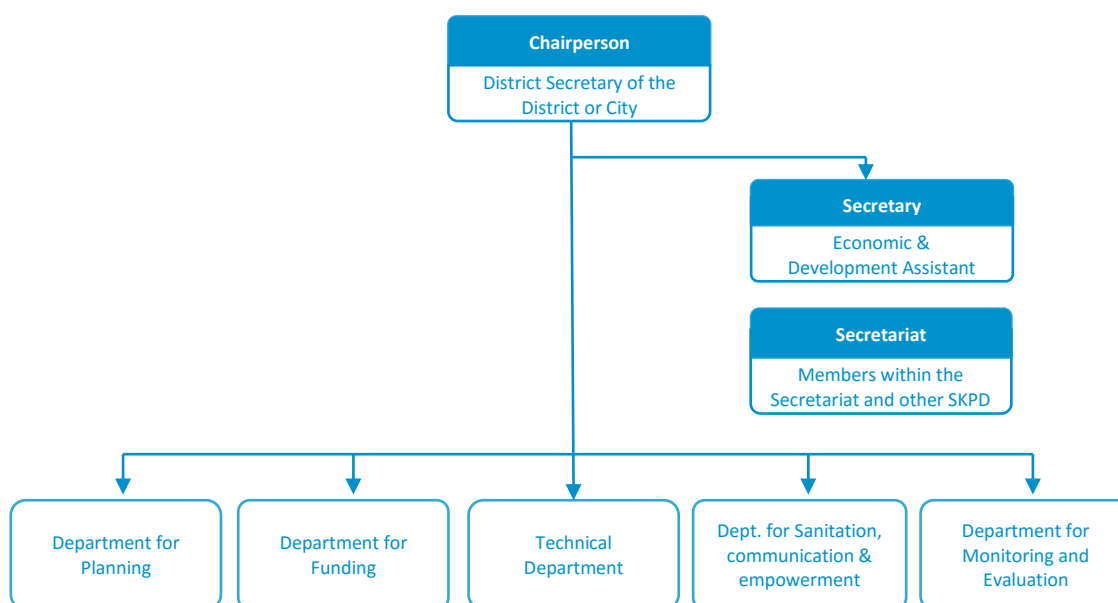 Chairperson
District Secretary of the
District or City
Secretary
Economic &
Development Assistant
Secretariat
Members within the
Secretariat and other SKPD
Department for
Planning
Department for
Funding
Technical
Department
Dept. for Sanitation,
communication &
empowerment
Department for
Monitoring and
Evaluation